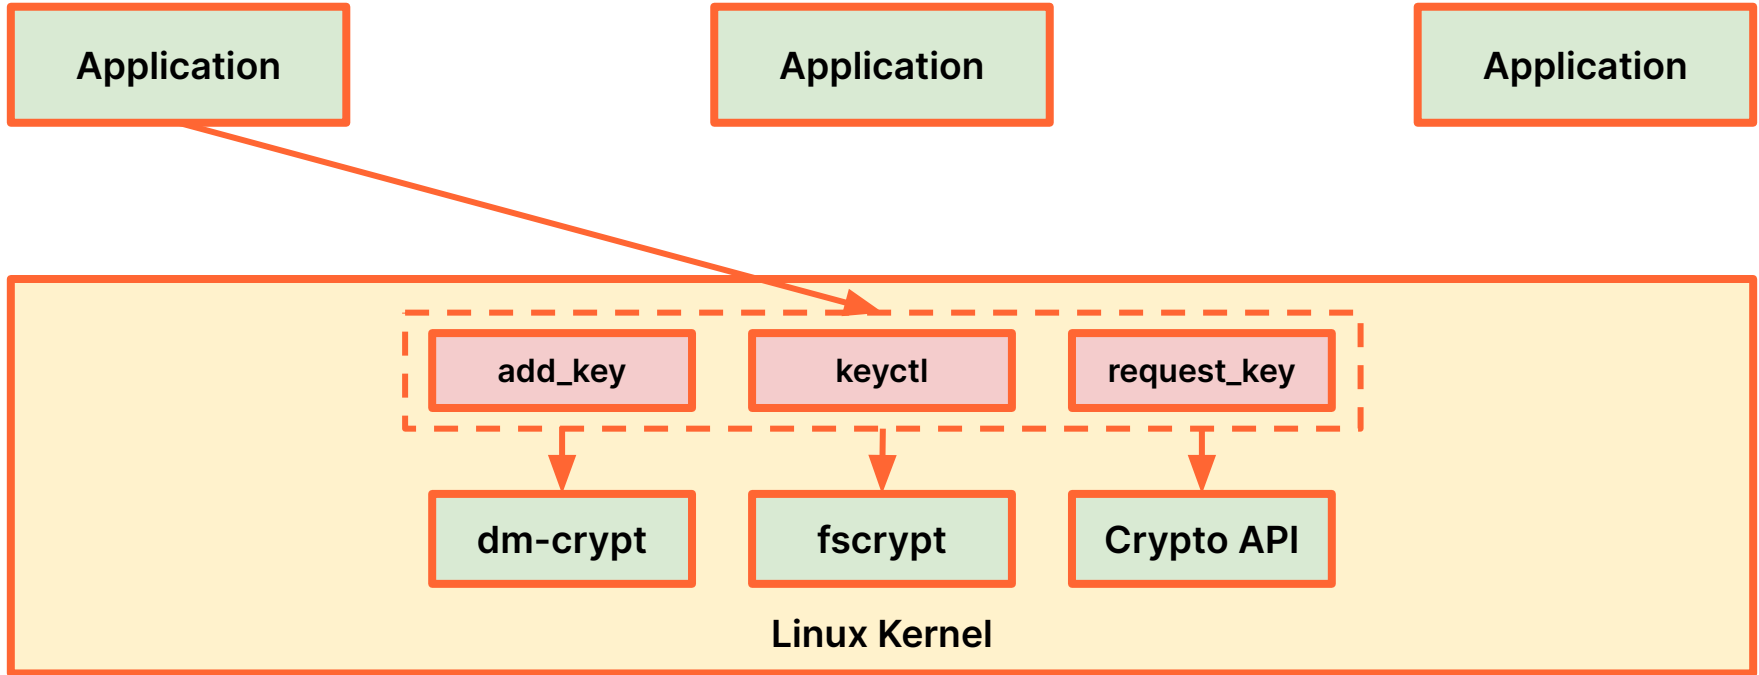 Application
Application
Application
add_key
keyctl
request_key
dm-crypt
fscrypt
Crypto API
Linux Kernel